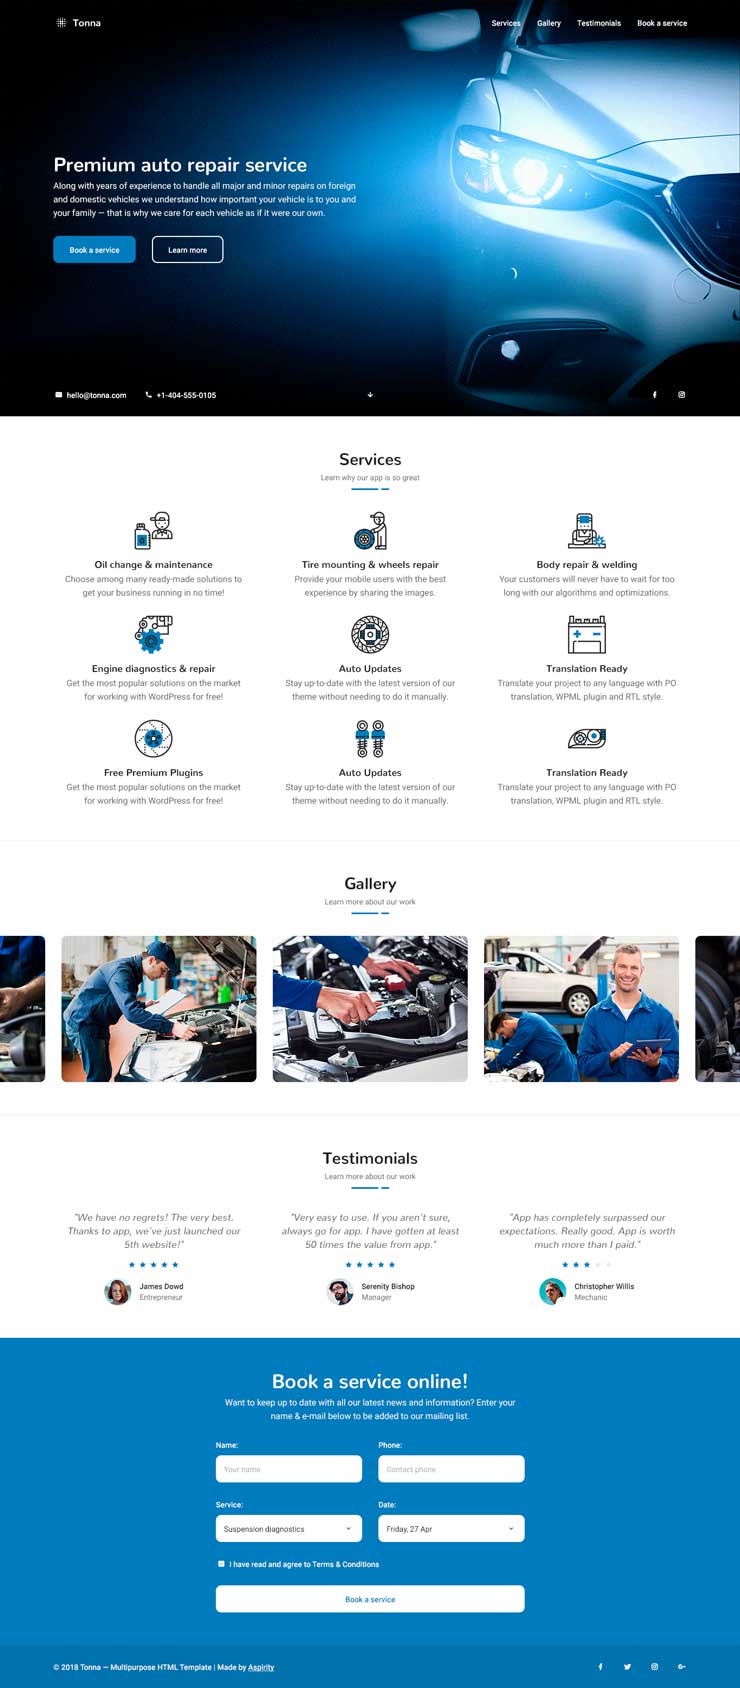 Tonna
Services Gallery Testimonials Book a service
Premium auto repair service
Along with years of experience to handle all major and minor repairs on foreign
and domestic vehicles we understand how important your vehicle is to you and
your family — that is why we care for each vehicle as if it were our own.
Book a service Learn more
hello@tonna.com +1-404-555-0105
Services
Learn why our app is so great
Oil change & maintenance
Choose among many ready-made solutions to
get your business running in no time!
Tire mounting & wheels repair
Provide your mobile users with the best
experience by sharing the images.
Body repair & welding
Your customers will never have to wait for too
long with our algorithms and optimizations.
Engine diagnostics & repair
Get the most popular solutions on the market
for working with WordPress for free!
Auto Updates
Stay up-to-date with the latest version of our
theme without needing to do it manually.
Translation Ready
Translate your project to any language with PO
translation, WPML plugin and RTL style.
Free Premium Plugins
Get the most popular solutions on the market
for working with WordPress for free!
Auto Updates
Stay up-to-date with the latest version of our
theme without needing to do it manually.
Translation Ready
Translate your project to any language with PO
translation, WPML plugin and RTL style.
Gallery
Learn more about our work
Testimonials
Learn more about our work
"We have no regrets! The very best.
Thanks to app, we've just launched our
5th website!"
James Dowd
Entrepreneur
"Very easy to use. If you aren't sure,
always go for app. I have gotten at least
50 times the value from app."
Serenity Bishop
Manager
"App has completely surpassed our
expectations. Really good. App is worth
much more than I paid."
Christopher Willis
Mechanic
Book a service online!
Want to keep up to date with all our latest news and information? Enter your
name & e-mail below to be added to our mailing list.
Name: Phone:
Your name Contact phone
Service: Date:
Suspension diagnostics Friday, 27 Apr
I have read and agree to Terms & Conditions
Book a service
© 2018 Tonna — Multipurpose HTML Template | Made by Aspirity